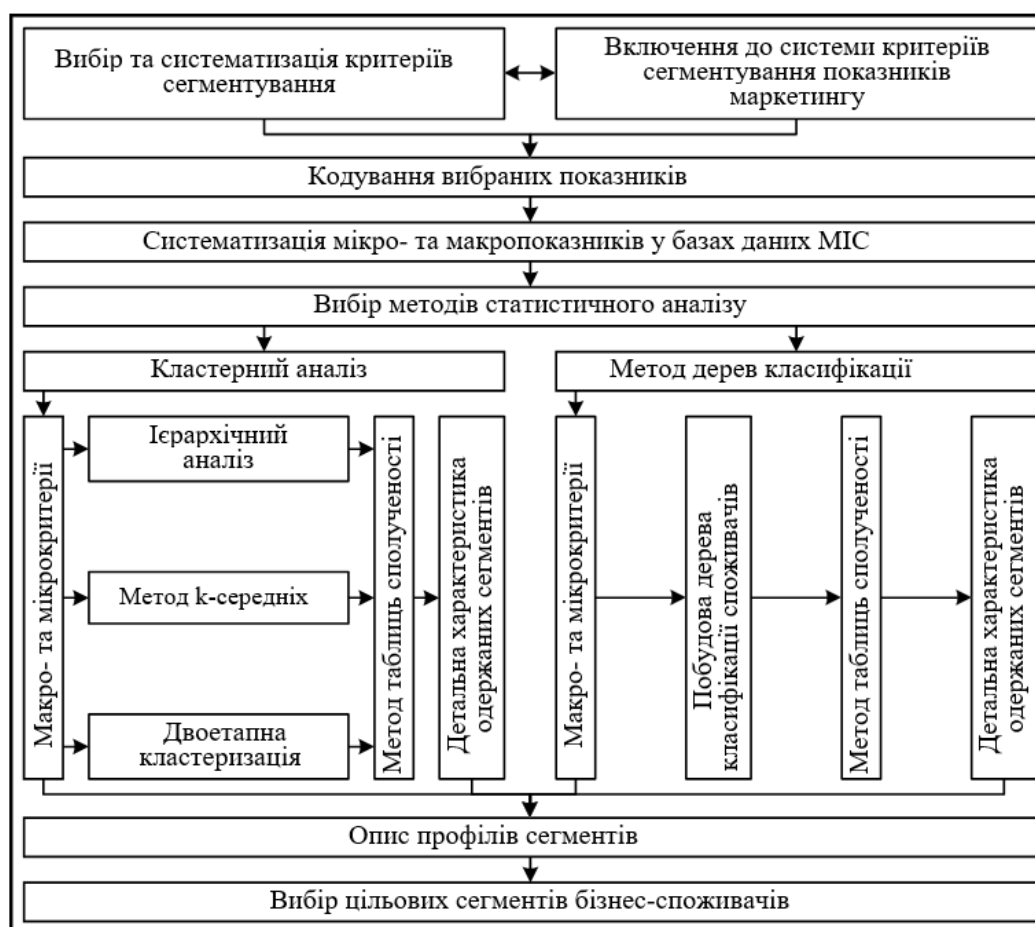 Вибір та систематизація критеріїв
сегментування
Включення до системи критеріїв
сегментування показників
маркетингу
Кодування вибраних показників
Систематизація мікро- та макропоказників у базах даних МІС
Вибір методів статистичного аналізу
Кластерний аналіз
Метод дерев класифікації
Макро- та мікрокритерії
Ієрархічний
аналіз
Метод k-середніх
Двоетапна
кластеризація
Метод таблиць сполученості
Детальна характеристика
одержаних сегментів
Макро- та мікрокритерії
Побудова дерева
класифікації споживачів
Метод таблиць сполученості
Детальна характеристика
одержаних сегментів
Опис профілів сегментів
Вибір цільових сегментів бізнес-споживачів